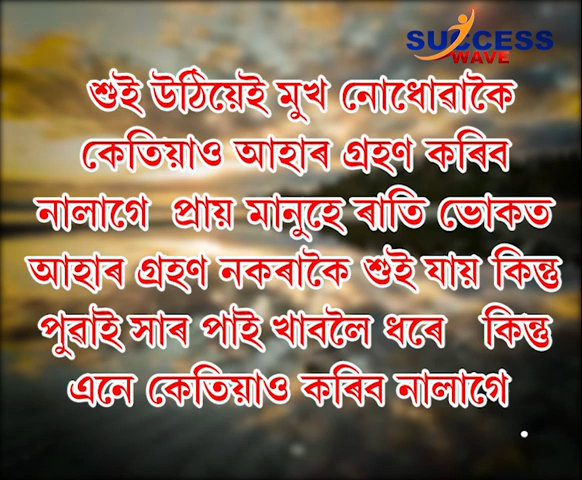 SUCCESS
WAVE
শুই উঠিয়েই মুখ নোধোৱাকৈ
কেতিয়াও আহাৰ গ্ৰহণ কৰিব
নালাগে প্ৰায় মানুহে ৰাতি ভোকত
আহাৰ গ্ৰহণ নকৰাকৈ শুই যায় কিন্তু
পুৱাই সাৰ পাই খাবলৈ ধৰে কিন্তু
এনে কেতিয়াও কৰিব নালাগে